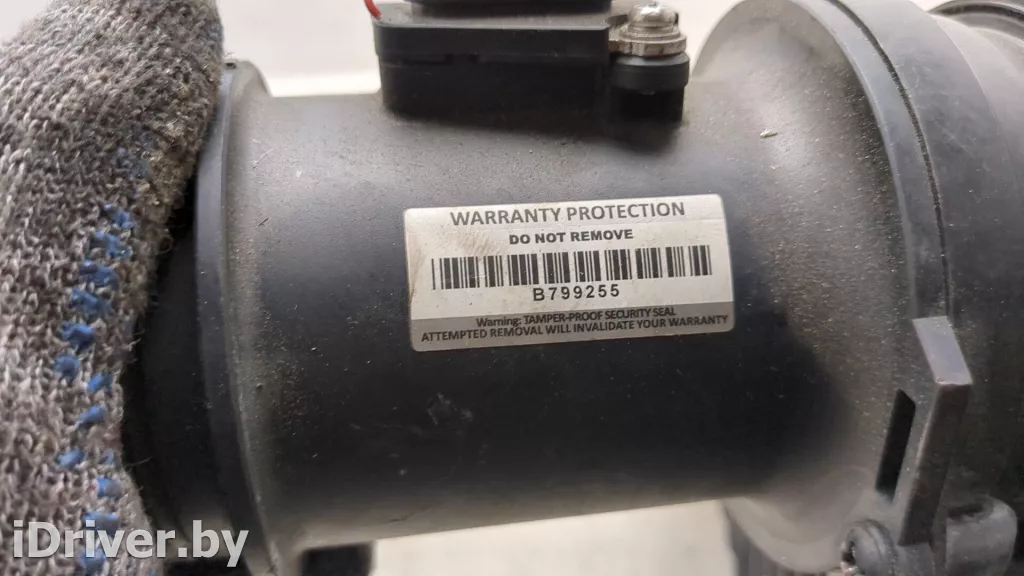 WARRANTY PROTECTION
DO NOT REMOVE
B799255
Warning: TAMPER-PROOF SECURITY SEAL
ATTEMPTED REMOVAL WILL INVALIDATE YOUR WARRANTY
iDriver.by